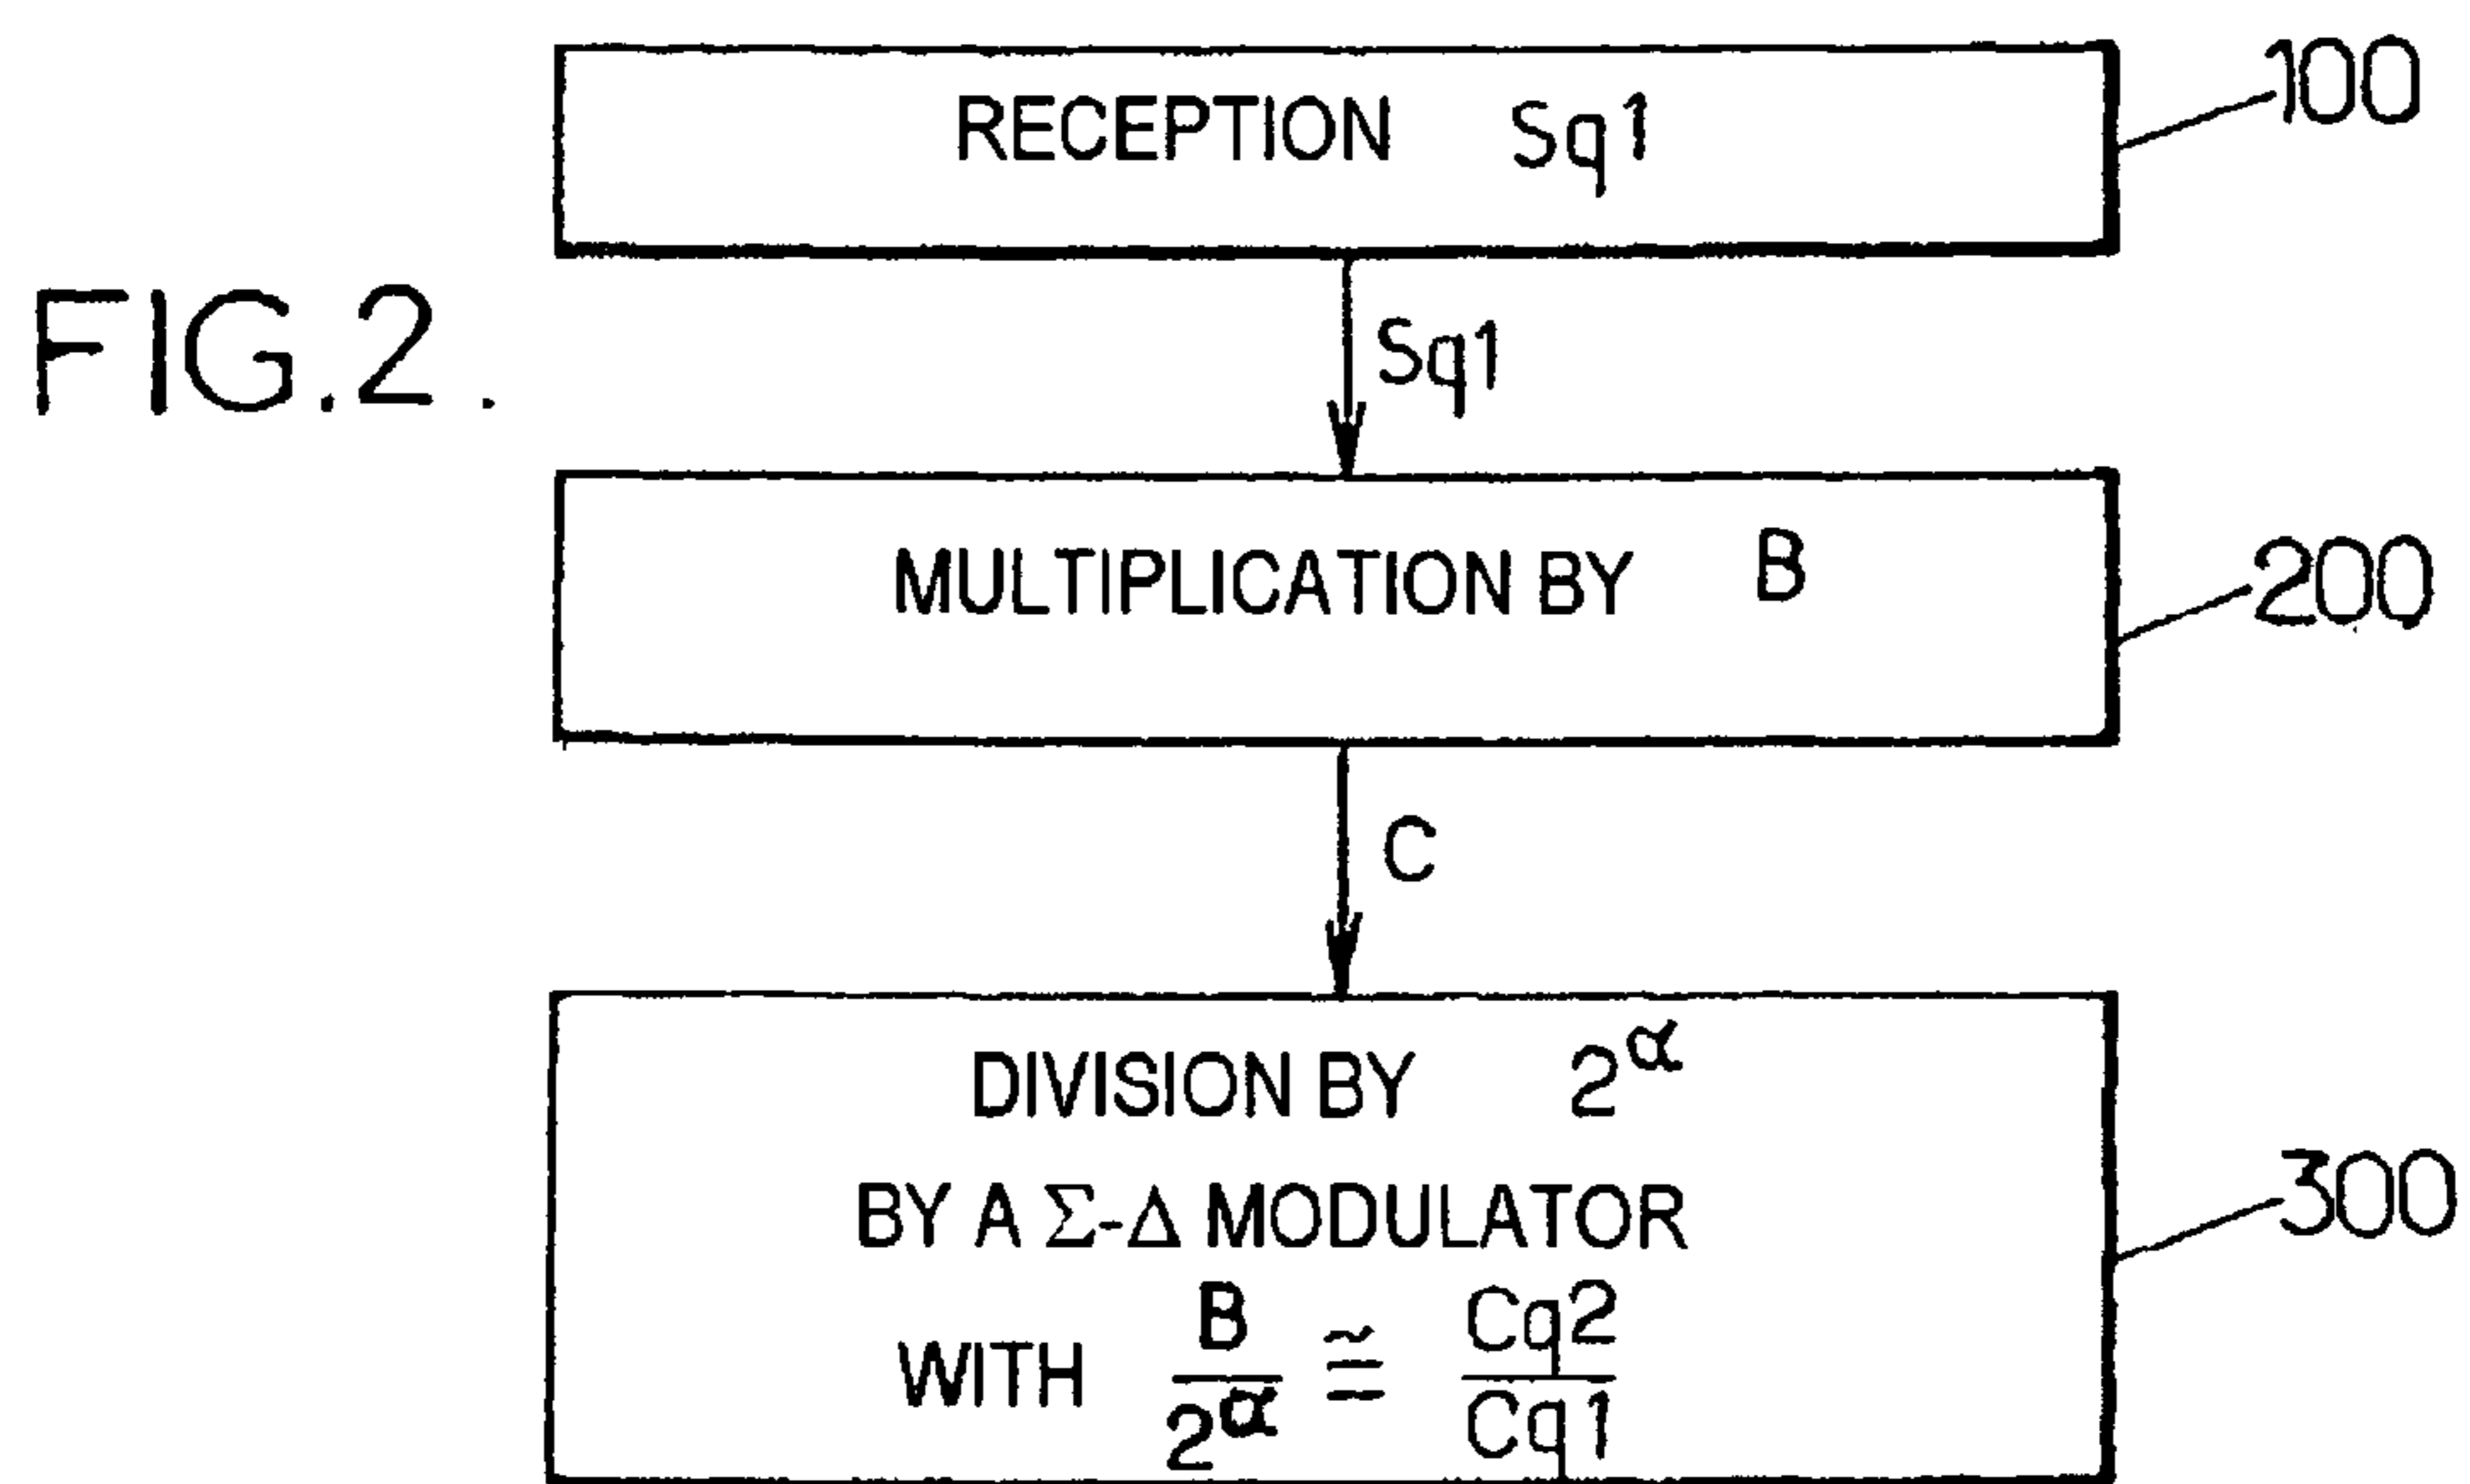 RECEPTION Sq1
100
FIG.2.
Sq1
MULTIPLICATION BY B
200
C
DIVISION BY 2^α
BY A Σ-Δ MODULATOR
300
WITH B/2^α ≅ Cq2/Cq1